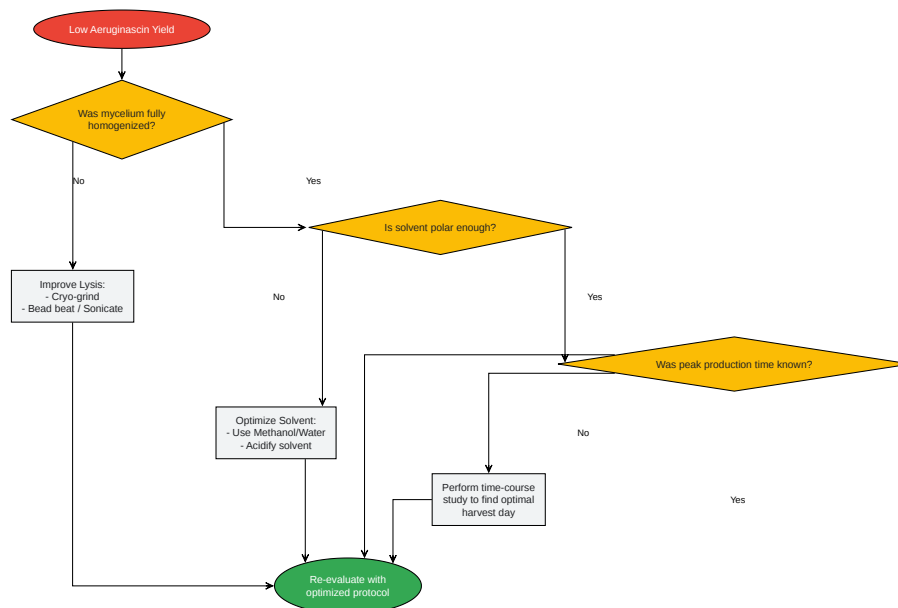 Low Aeruginascin Yield
Was mycelium fully
homogenized?
No
Yes
Is solvent polar enough?
Improve Lysis:
- Cryo-grind
- Bead beat / Sonicate
No
Yes
Was peak production time known?
Optimize Solvent:
- Use Methanol/Water
- Acidify solvent
No
Perform time-course
study to find optimal
harvest day
Yes
Re-evaluate with
optimized protocol